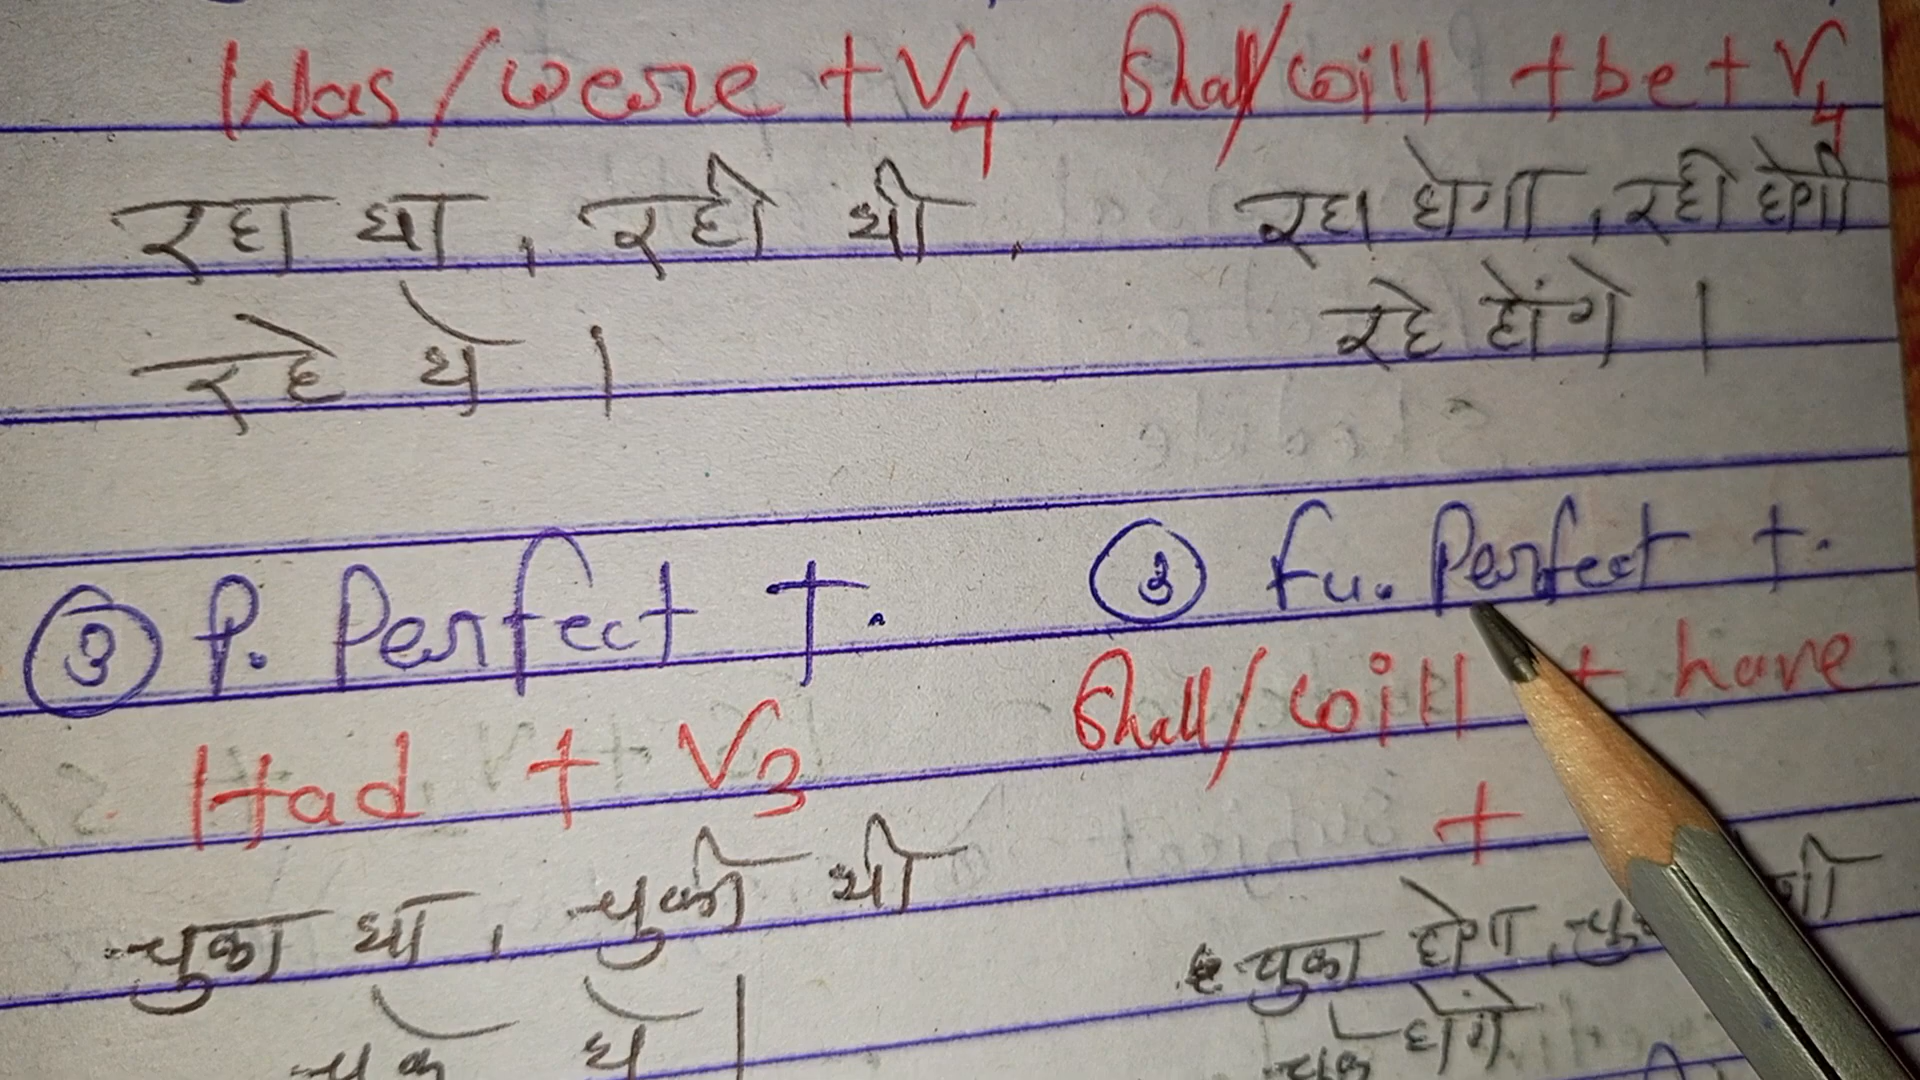 Was/were + V4
Shall/will + be + V4
रहा था, रही थी,
रहा होगा, रही होगी
रहे थे।
रहे होंगे।
③ P. Perfect T.
③ Fu. Perfect t.
Had + V3
Shall/will + have
+
चुका था, चुकी थी
चुका होगा,
चुके थे।
चुके होंगे